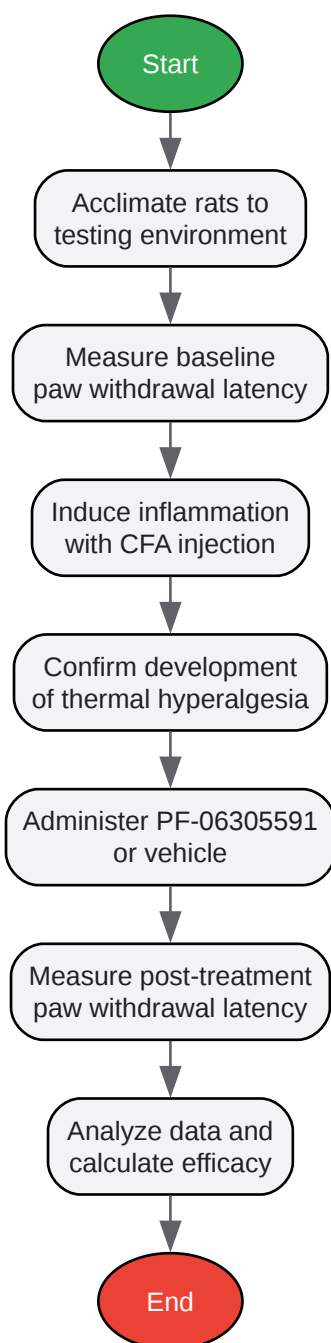 Start
Acclimate rats to
testing environment
Measure baseline
paw withdrawal latency
Induce inflammation
with CFA injection
Confirm development
of thermal hyperalgesia
Administer PF-06305591
or vehicle
Measure post-treatment
paw withdrawal latency
Analyze data and
calculate efficacy
End